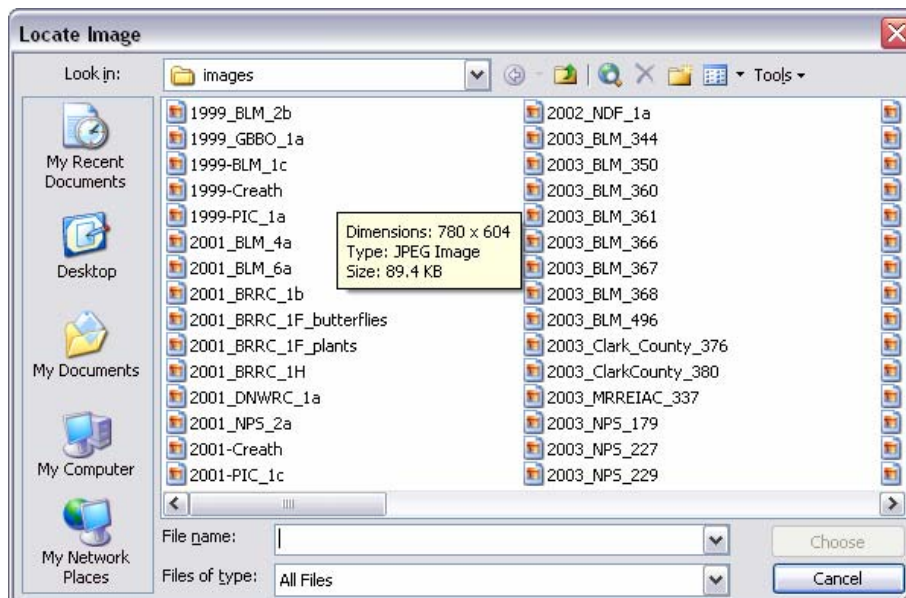 Locate Image
Look in:
images
Tools
My Recent
Documents
Desktop
My Documents
My Computer
My Network
Places
1999_BLM_2b
1999_GBBO_1a
1999-BLM_1c
1999-Creath
1999-PIC_1a
2001_BLM_4a
2001_BLM_6a
2001_BRRC_1b
2001_BRRC_1F_butterflies
2001_BRRC_1F_plants
2001_BRRC_1H
2001_DNWRC_1a
2001_NPS_2a
2001-Creath
2001-PIC_1c
Dimensions: 780 x 604
Type: JPEG Image
Size: 89.4 KB
2002_NDF_1a
2003_BLM_344
2003_BLM_350
2003_BLM_360
2003_BLM_361
2003_BLM_366
2003_BLM_367
2003_BLM_368
2003_BLM_496
2003_Clark_County_376
2003_ClarkCounty_380
2003_MRREIAC_337
2003_NPS_179
2003_NPS_227
2003_NPS_229
File name:
Choose
Files of type:
All Files
Cancel